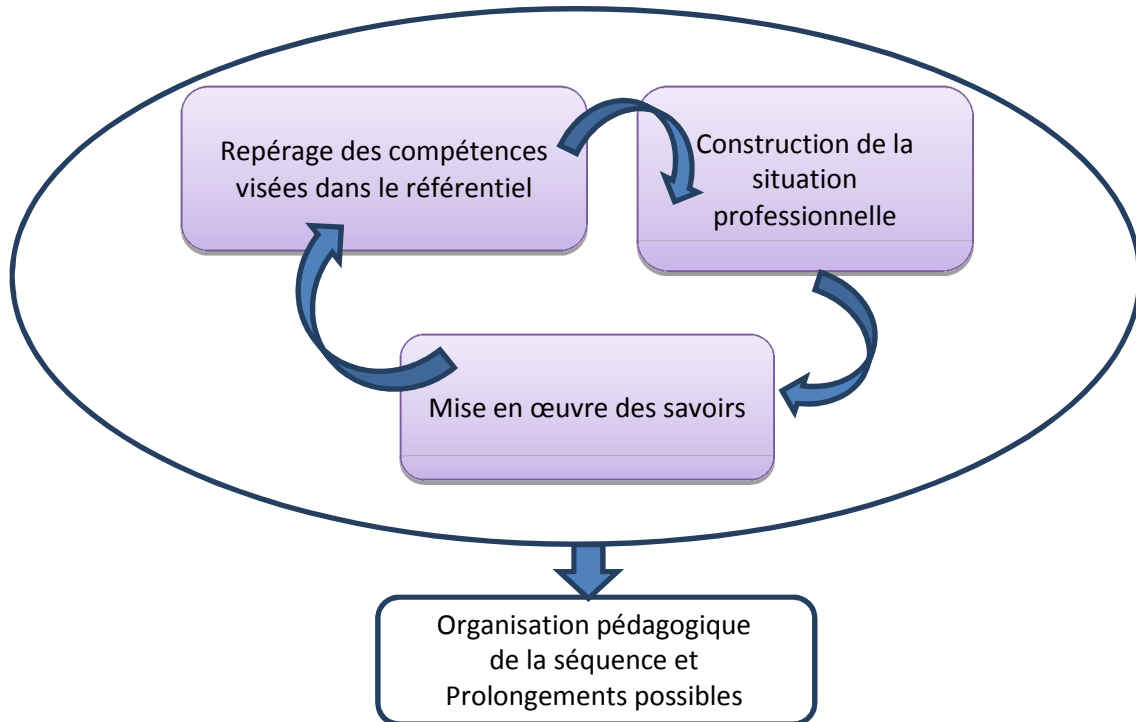 Repérage des compétences
visées dans le référentiel
Construction de la
situation
professionnelle
Mise en œuvre des savoirs
Organisation pédagogique
de la séquence et
Prolongements possibles